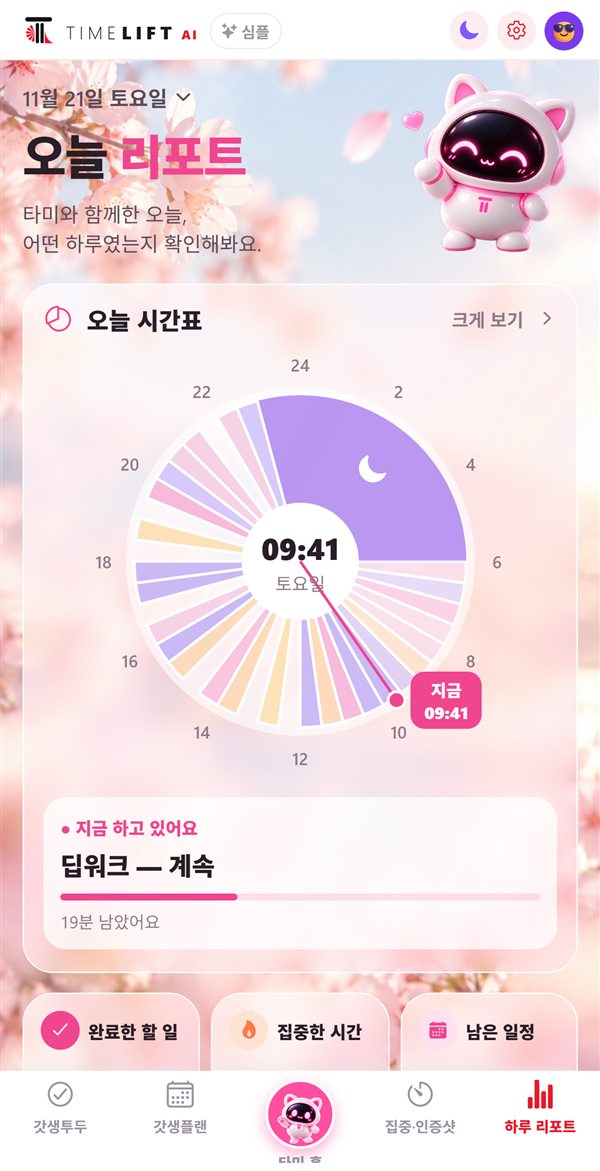 TIMELIFT AI
심플
11월 21일 토요일
오늘 리포트
타미와 함께한 오늘,
어떤 하루였는지 확인해봐요.
오늘 시간표
크게 보기
24
22
2
20
4
09:41
토요일
18
6
16
8
지금
09:41
14
10
12
지금 하고 있어요
딥워크 — 계속
19분 남았어요
완료한 할 일
집중한 시간
남은 일정
갓생투두
갓생플랜
타미 홈
집중·인증샷
하루 리포트